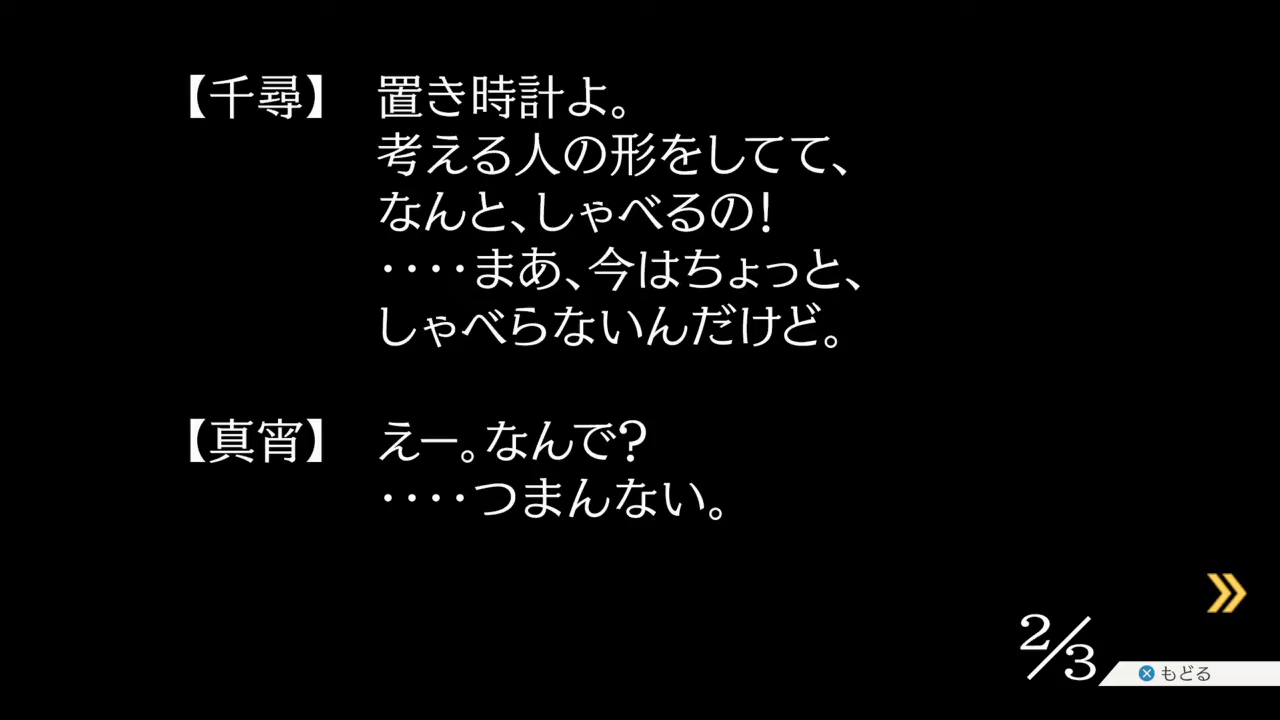 【千尋】 置き時計よ。
考える人の形をしてて、
なんと、しゃべるの！
‥‥まあ、今はちょっと、
しゃべらないんだけど。
【真宵】 えー。なんで？
‥‥つまんない。
2/3
もどる